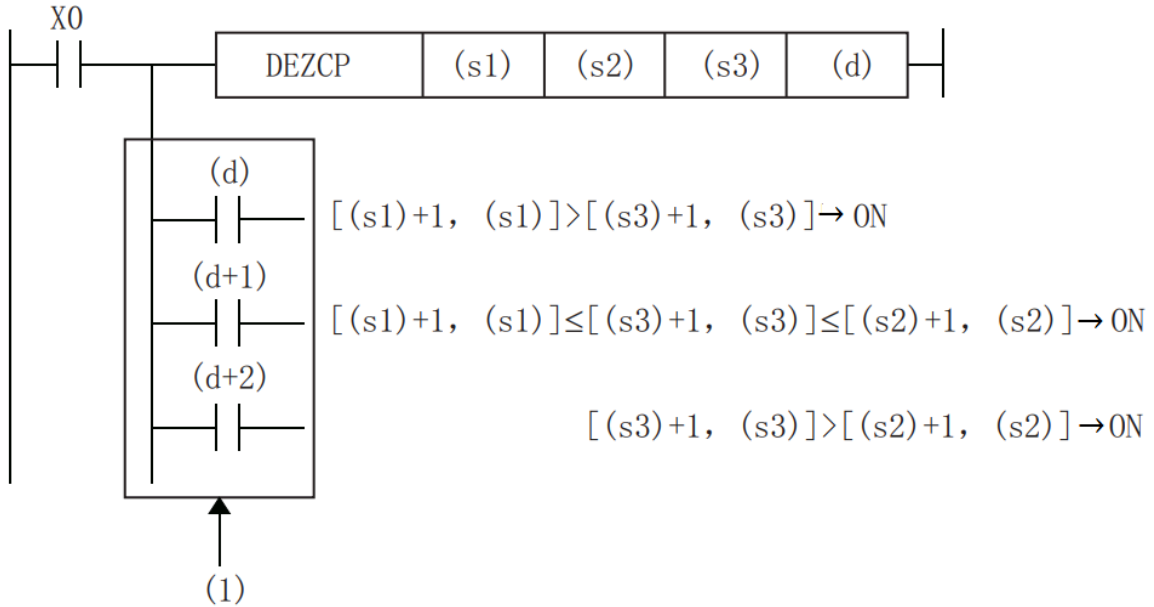 X0
DEZCP (s1) (s2) (s3) (d)
(d)
[(s1)+1, (s1)]>[(s3)+1, (s3)]→ON
(d+1)
[(s1)+1, (s1)]≤[(s3)+1, (s3)]≤[(s2)+1, (s2)]→ON
(d+2)
[(s3)+1, (s3)]>[(s2)+1, (s2)]→ON
(1)